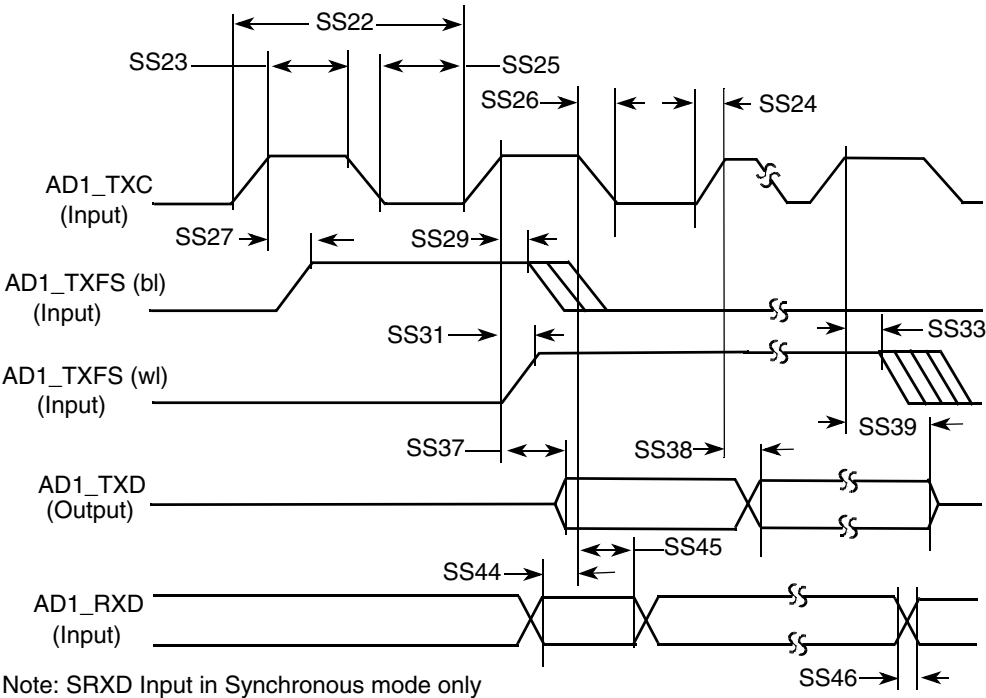 SS22
SS23
SS25
SS26
SS24
AD1_TXC
(Input)
SS27
SS29
AD1_TXFS (bl)
(Input)
SS31
SS33
AD1_TXFS (wl)
(Input)
SS39
SS37
SS38
AD1_TXD
(Output)
SS45
SS44
AD1_RXD
(Input)
SS46
Note: SRXD Input in Synchronous mode only